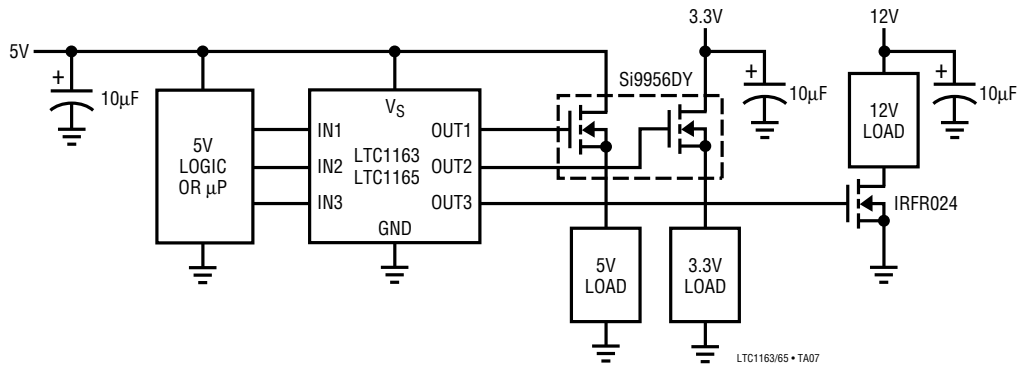 3.3V
12V
5V
Si9956DY
+
10μF
+
10μF
+
10μF
VS
12V
LOAD
IN1
OUT1
5V
LOGIC
OR μP
IN2
LTC1163
LTC1165
OUT2
IN3
OUT3
IRFR024
GND
5V
LOAD
3.3V
LOAD
LTC1163/65 • TA07